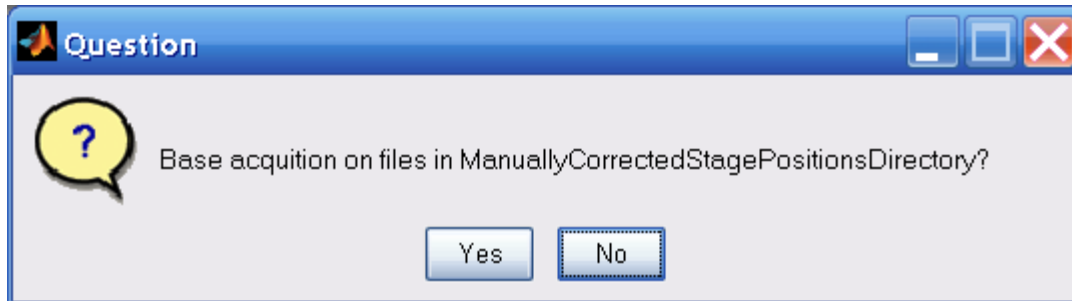 Question
?
Base acquition on files in ManuallyCorrectedStagePositionsDirectory?
Yes No